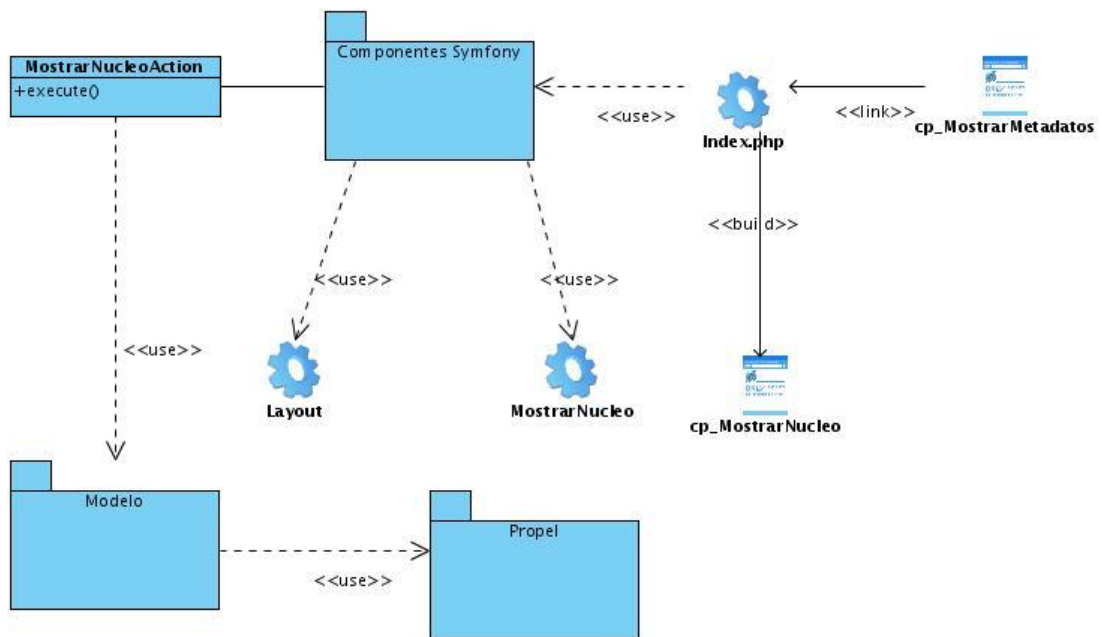 Componentes Symfony
MostrarNucleoAction
+execute()
<<use>>
Index.php
<<link>>
cp_MostrarMetadatos
<<build>>
<<use>>
<<use>>
<<use>>
Layout
MostrarNucleo
cp_MostrarNucleo
Modelo
Propel
<<use>>